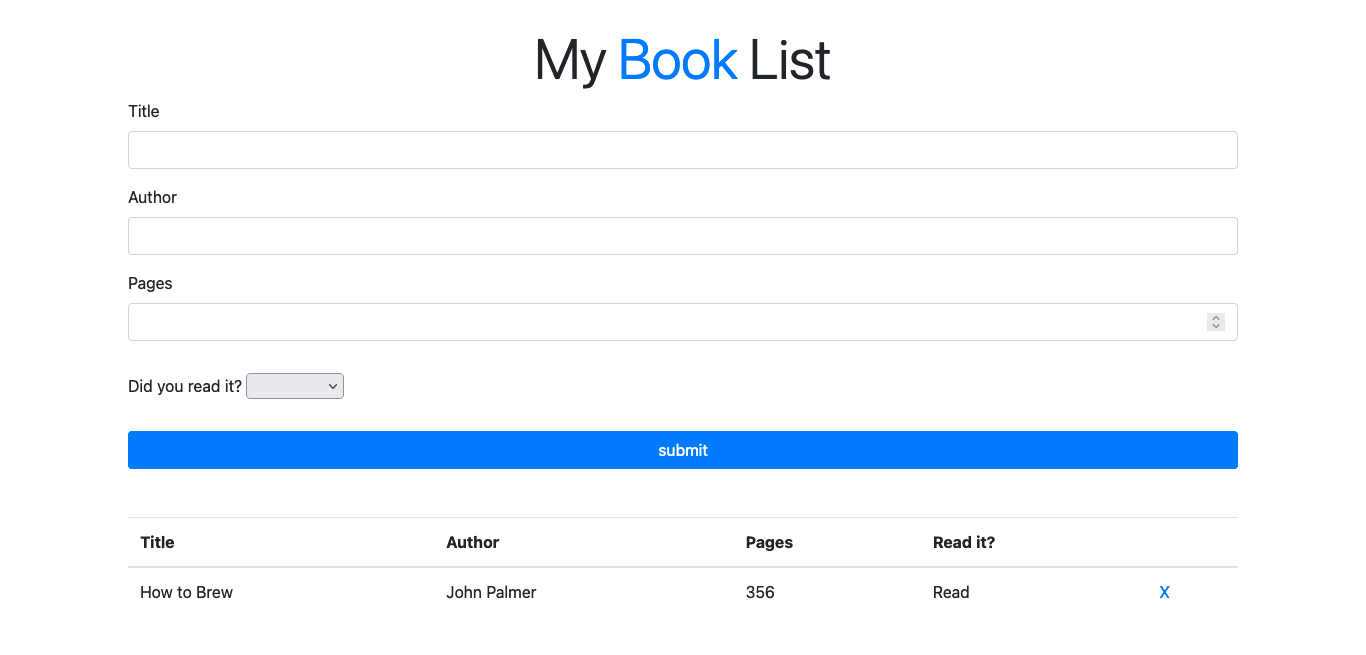 My Book List
Title
Author
Pages
Did you read it?
submit
Title Author Pages Read it?
How to Brew John Palmer 356 Read X